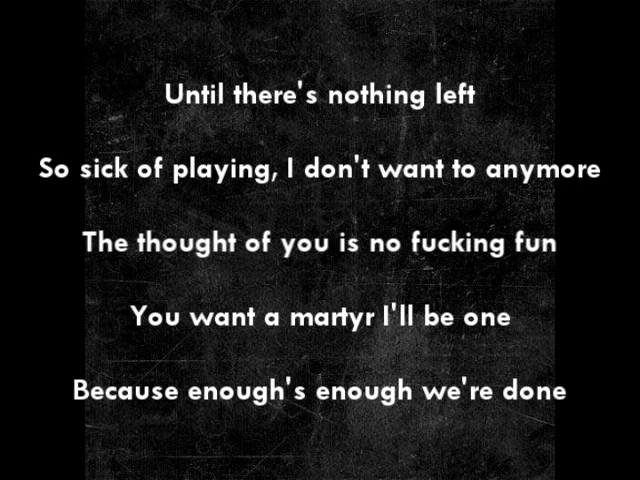 Until there's nothing left
So sick of playing, I don't want to anymore
The thought of you is no fucking fun
You want a martyr I'll be one
Because enough's enough we're done